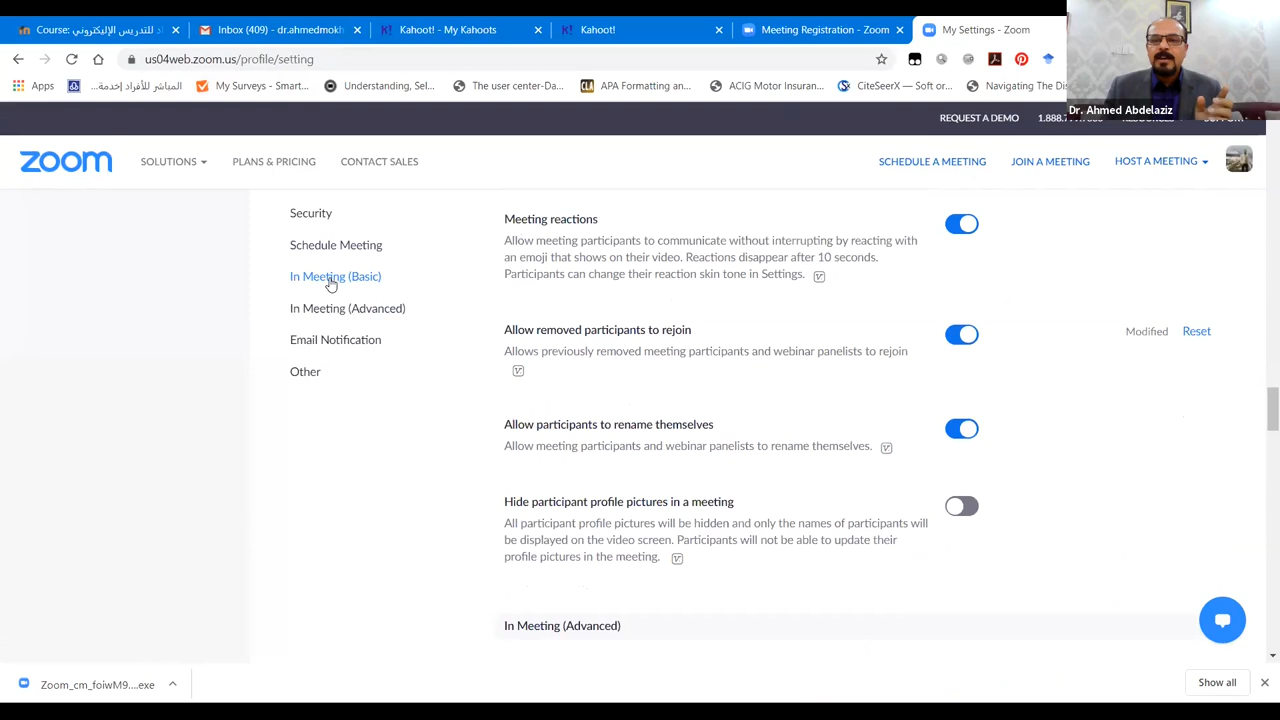 Course: اد للتدريس الإليكتروني
Inbox (409) - dr.ahmedmokh
Kahoot! - My Kahoots
Kahoot!
Meeting Registration - Zoom
My Settings - Zoom
us04web.zoom.us/profile/setting
Apps
المباشر للأفراد إخدمة...
My Surveys - Smart...
Understanding, Sel...
The user center-Da...
APA Formatting an...
ACIG Motor Insuran...
CiteSeerX — Soft or...
Navigating The Dis
Dr. Ahmed Abdelaziz
REQUEST A DEMO
zoom
SOLUTIONS
PLANS & PRICING
CONTACT SALES
SCHEDULE A MEETING
JOIN A MEETING
HOST A MEETING
Security
Schedule Meeting
In Meeting (Basic)
In Meeting (Advanced)
Email Notification
Other
Meeting reactions
Allow meeting participants to communicate without interrupting by reacting with
an emoji that shows on their video. Reactions disappear after 10 seconds.
Participants can change their reaction skin tone in Settings.
Allow removed participants to rejoin
Modified Reset
Allows previously removed meeting participants and webinar panelists to rejoin
Allow participants to rename themselves
Allow meeting participants and webinar panelists to rename themselves.
Hide participant profile pictures in a meeting
All participant profile pictures will be hidden and only the names of participants will
be displayed on the video screen. Participants will not be able to update their
profile pictures in the meeting.
In Meeting (Advanced)
Zoom_cm_foiwM9....exe
Show all